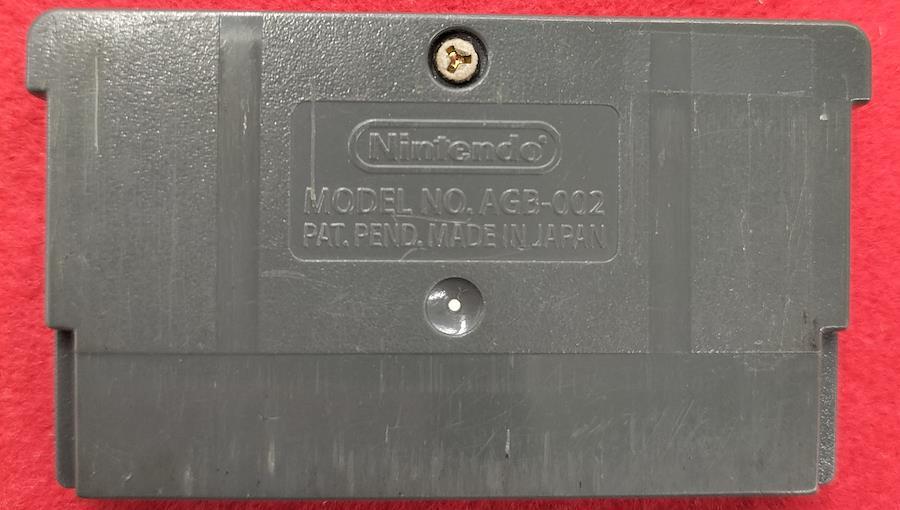 Nintendo®
MODEL NO. AGB-002
PAT. PEND. MADE IN JAPAN